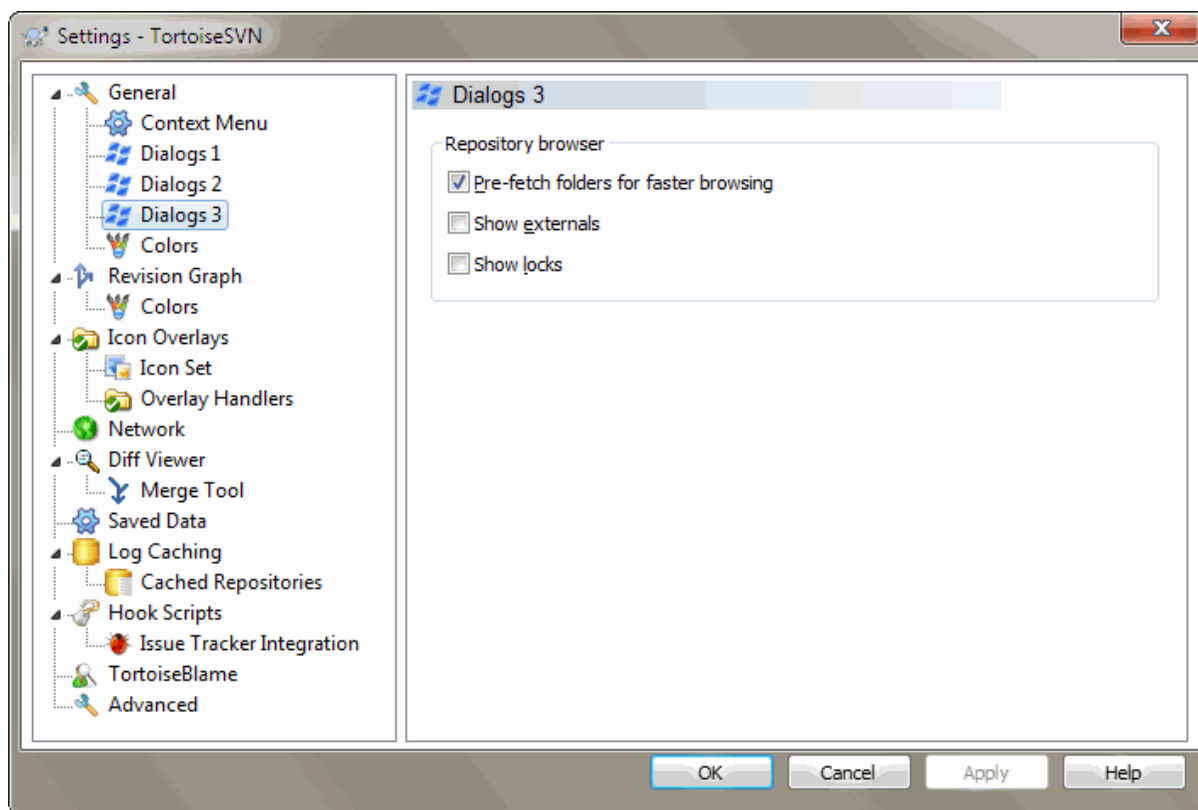 Settings - TortoiseSVN
General
Context Menu
Dialogs 1
Dialogs 2
Dialogs 3
Colors
Revision Graph
Colors
Icon Overlays
Icon Set
Overlay Handlers
Network
Diff Viewer
Merge Tool
Saved Data
Log Caching
Cached Repositories
Hook Scripts
Issue Tracker Integration
TortoiseBlame
Advanced
Dialogs 3
Repository browser
Pre-fetch folders for faster browsing
Show externals
Show locks
OK
Cancel
Apply
Help